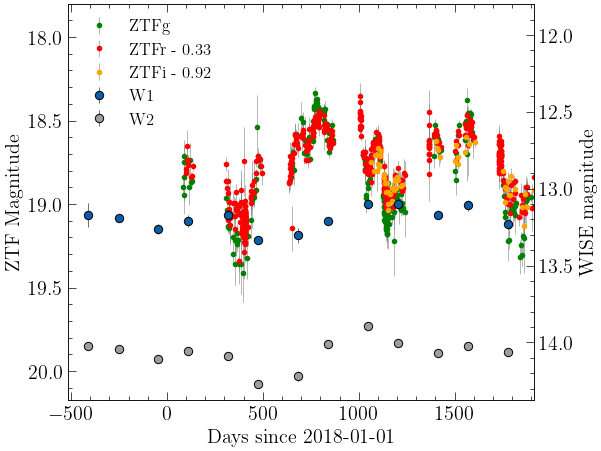 ZTFg
ZTFr - 0.33
ZTFi - 0.92
W1
W2
18.0
18.5
19.0
19.5
20.0
ZTF Magnitude
12.0
12.5
13.0
13.5
14.0
WISE magnitude
−500
0
500
1000
1500
Days since 2018-01-01